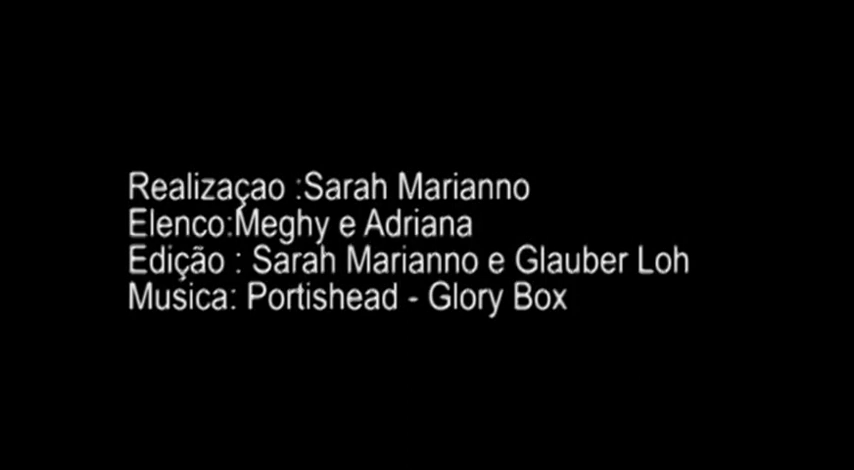 Realizaçao :Sarah Marianno
Elenco:Meghy e Adriana
Edição : Sarah Marianno e Glauber Loh
Musica: Portishead - Glory Box